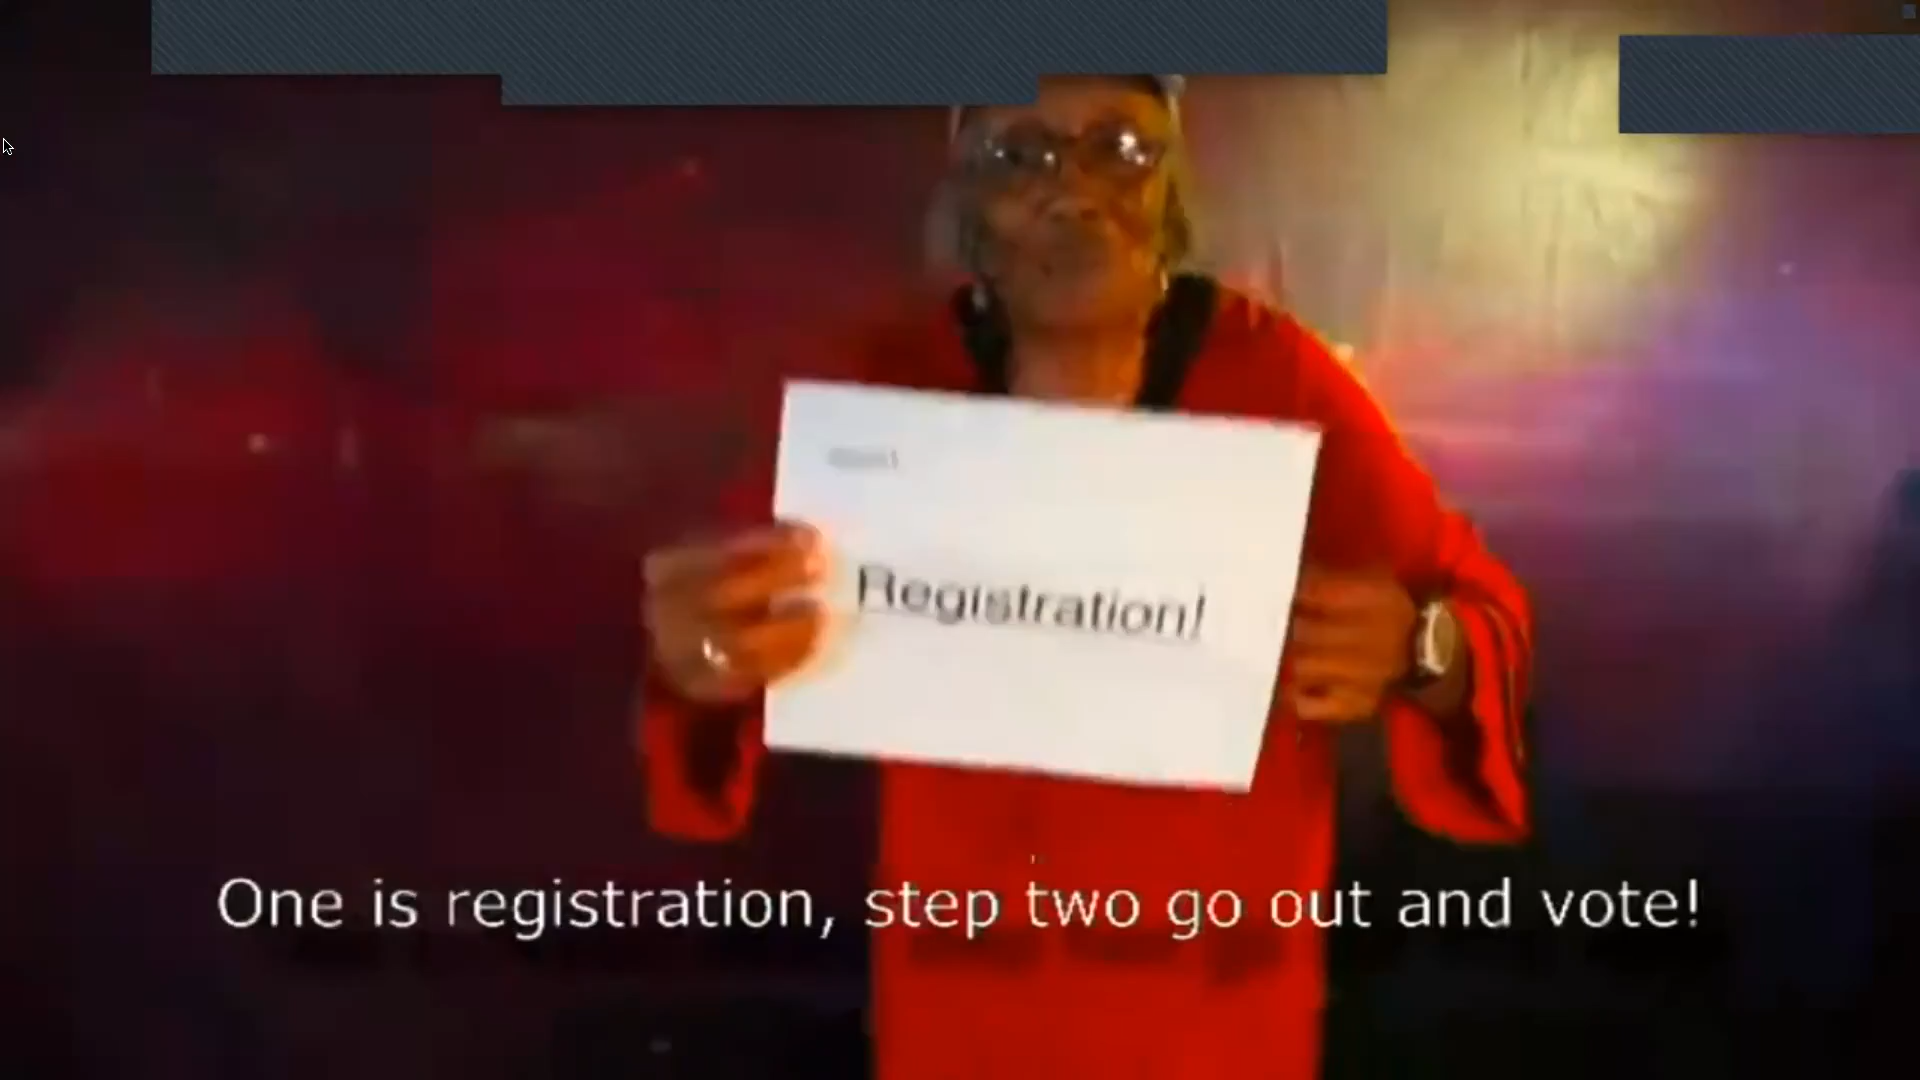 Registration!
One is registration, step two go out and vote!